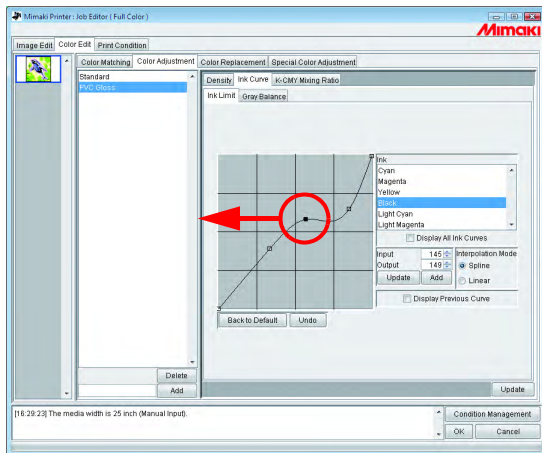 Mimaki Printer : Job Editor ( Full Color )
Mimaki
Image Edit Color Edit Print Condition
Color Matching Color Adjustment Color Replacement Special Color Adjustment
Standard
PVC Gloss
Density Ink Curve K-CMY Mixing Ratio
Ink Limit Gray Balance
Ink
Cyan
Magenta
Yellow
Black
Light Cyan
Light Magenta
Display All Ink Curves
Input 145 Interpolation Mode
Output 149 Spline
Update Add Linear
Display Previous Curve
Back to Default Undo
Delete
Add
Update
[16:29:23] The media width is 25 inch (Manual Input).
Condition Management
OK Cancel